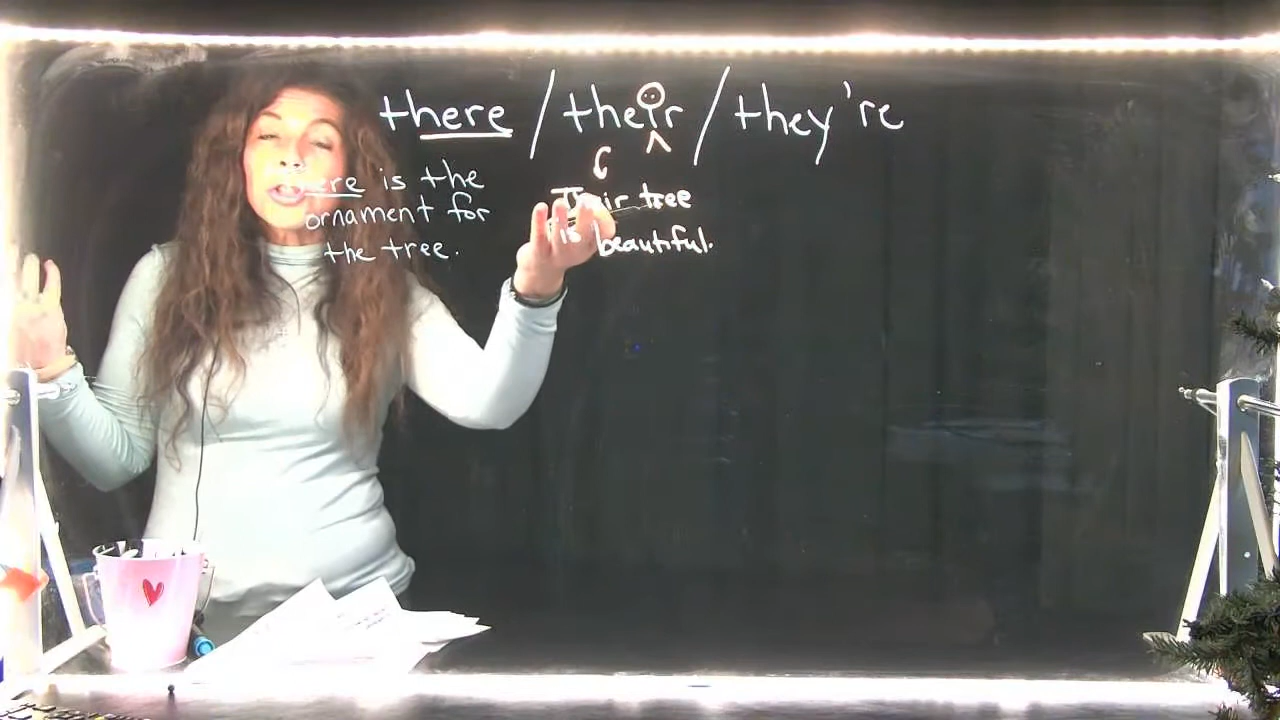 there / their / they're
is the
ornament for
the tree.
Their tree
is beautiful.